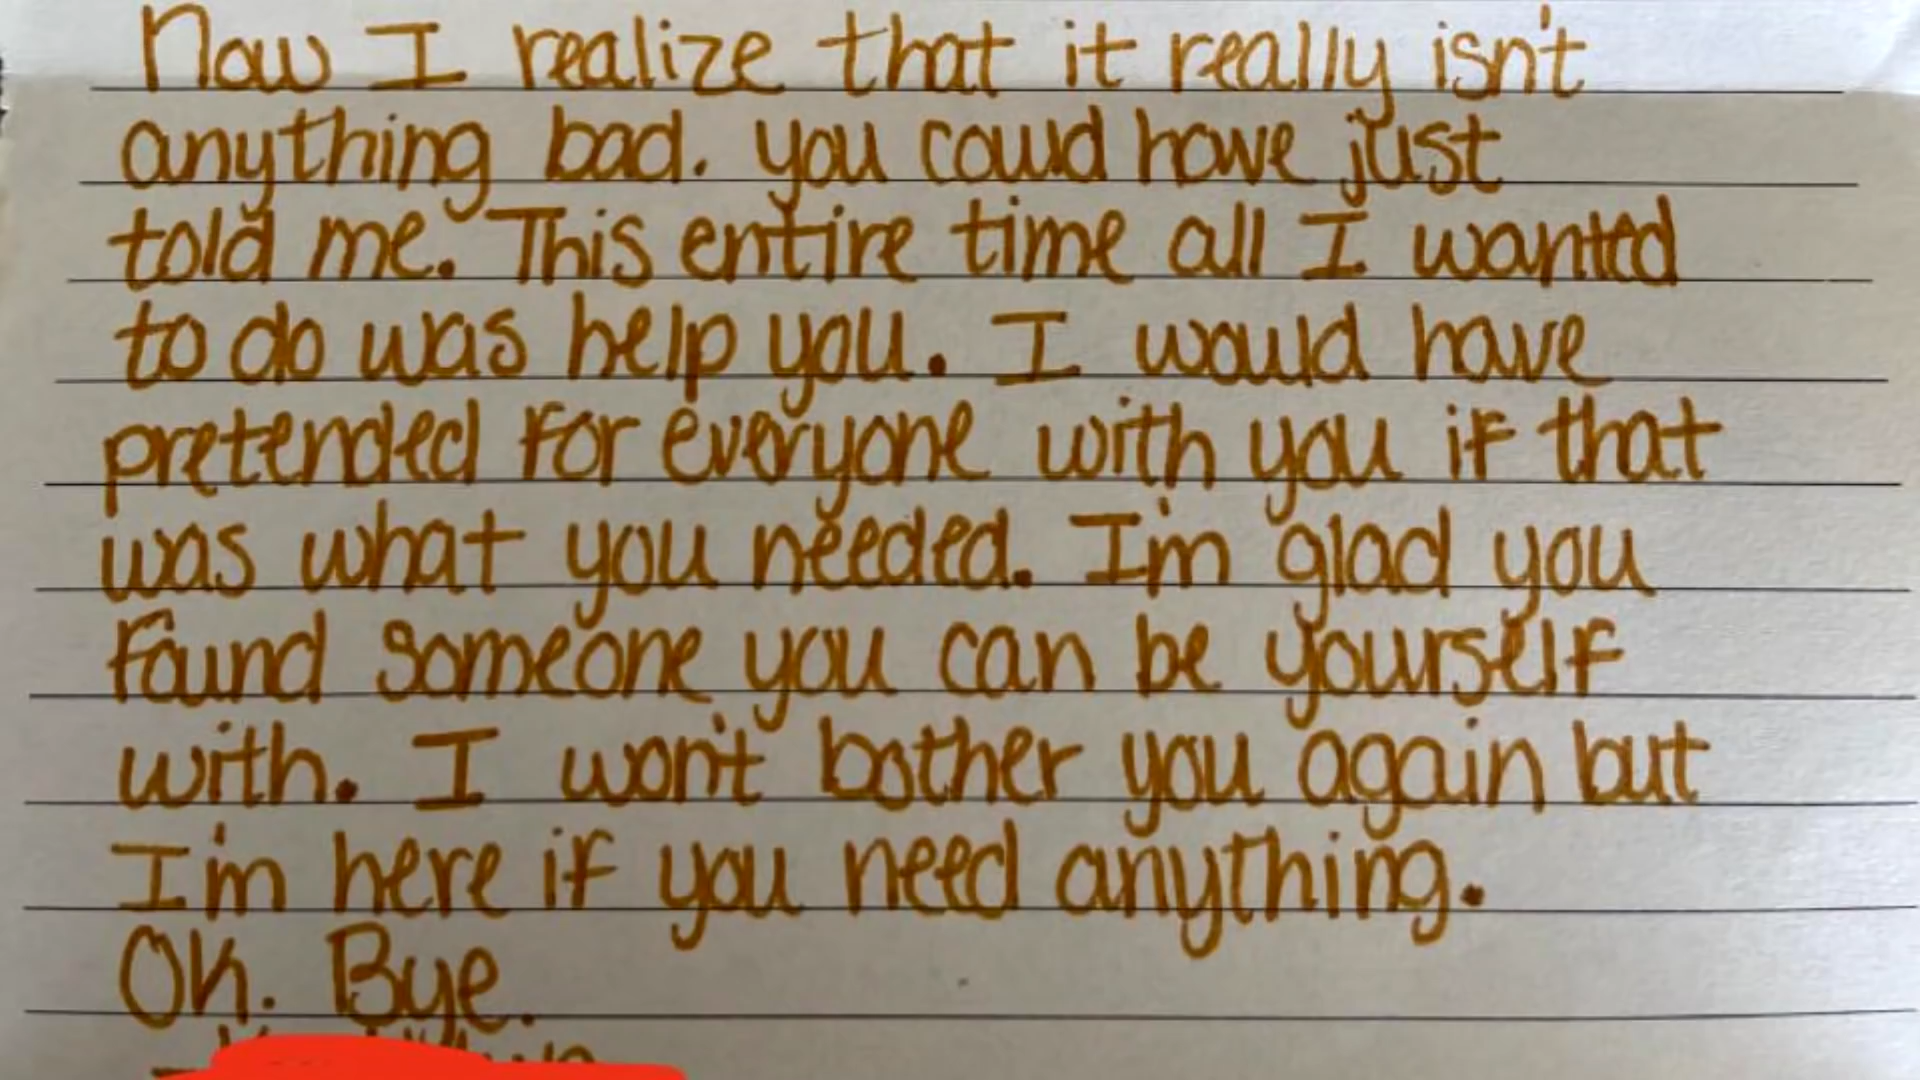 Now I realize that it really isn't
anything bad. you could have just
told me. This entire time all I wanted
to do was help you. I would have
pretended for everyone with you if that
was what you needed. I'm glad you
found someone you can be yourself
with. I won't bother you again but
I'm here if you need anything.
OK. Bye.